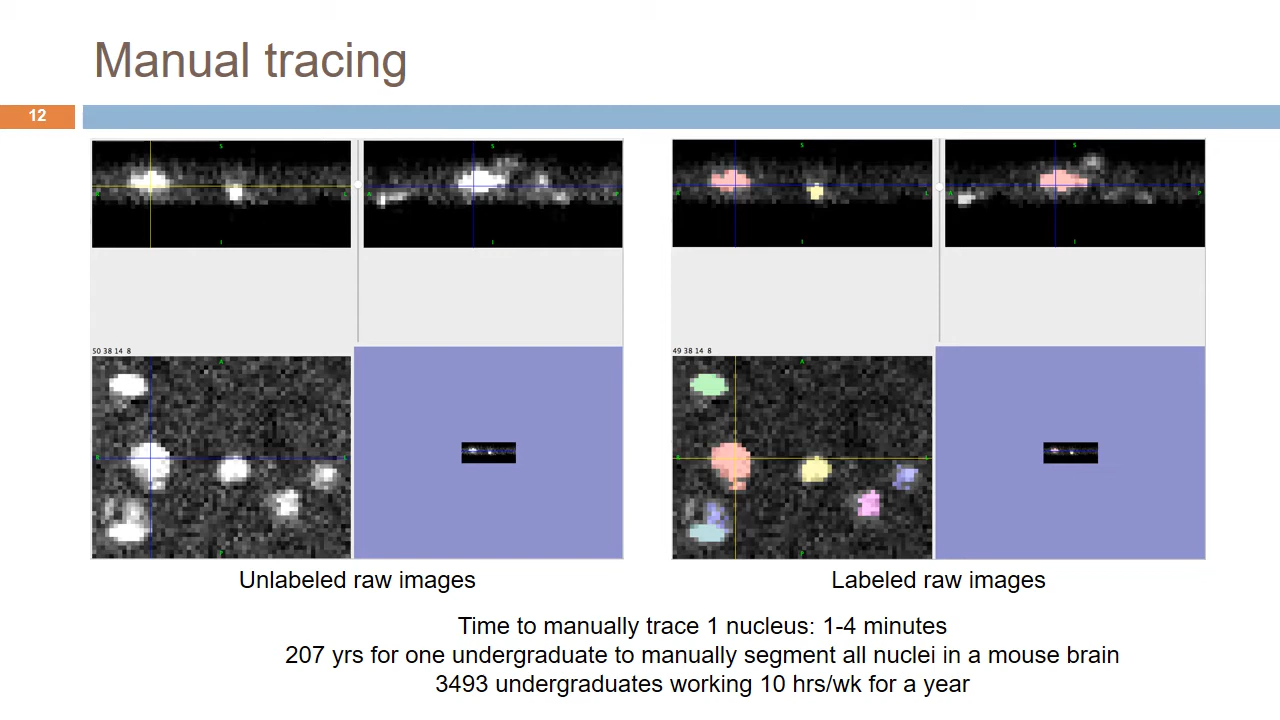 Manual tracing
12
50 38 14 8
49 38 14 8
Unlabeled raw images
Labeled raw images
Time to manually trace 1 nucleus: 1-4 minutes
207 yrs for one undergraduate to manually segment all nuclei in a mouse brain
3493 undergraduates working 10 hrs/wk for a year